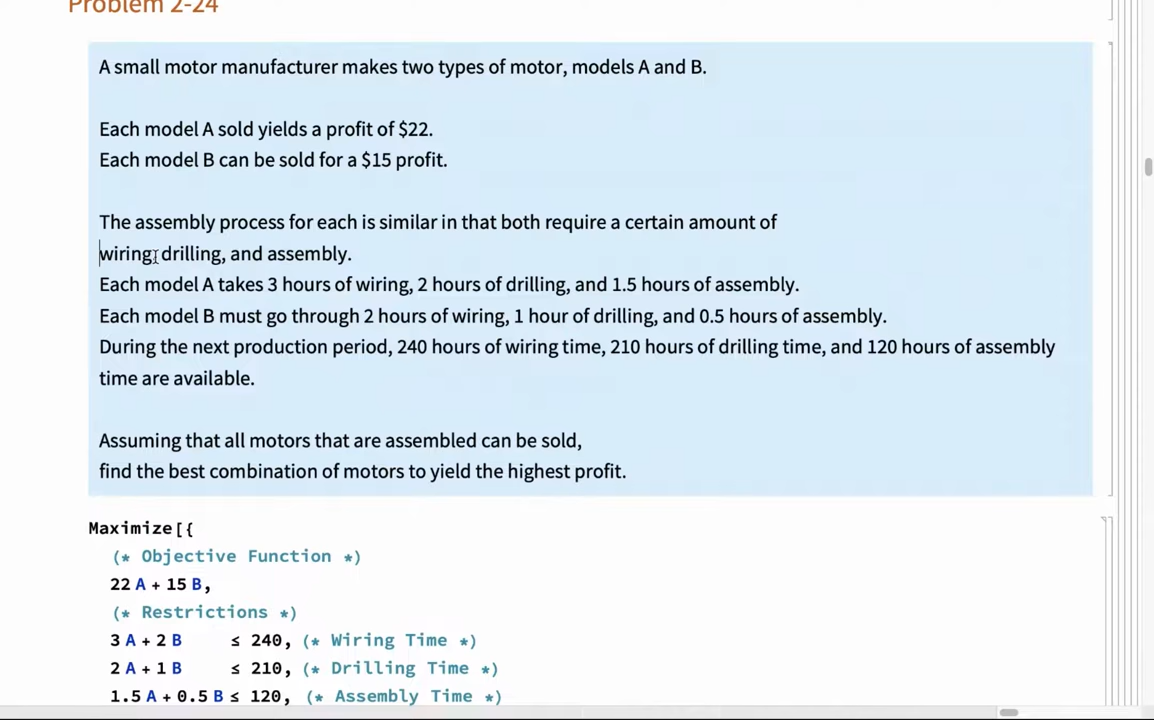 Problem 2-24
A small motor manufacturer makes two types of motor, models A and B.
Each model A sold yields a profit of $22.
Each model B can be sold for a $15 profit.
The assembly process for each is similar in that both require a certain amount of
wiring, drilling, and assembly.
Each model A takes 3 hours of wiring, 2 hours of drilling, and 1.5 hours of assembly.
Each model B must go through 2 hours of wiring, 1 hour of drilling, and 0.5 hours of assembly.
During the next production period, 240 hours of wiring time, 210 hours of drilling time, and 120 hours of assembly
time are available.
Assuming that all motors that are assembled can be sold,
find the best combination of motors to yield the highest profit.
Maximize[{
(* Objective Function *)
22 A + 15 B,
(* Restrictions *)
3 A + 2 B ≤ 240, (* Wiring Time *)
2 A + 1 B ≤ 210, (* Drilling Time *)
1.5 A + 0.5 B ≤ 120, (* Assembly Time *)